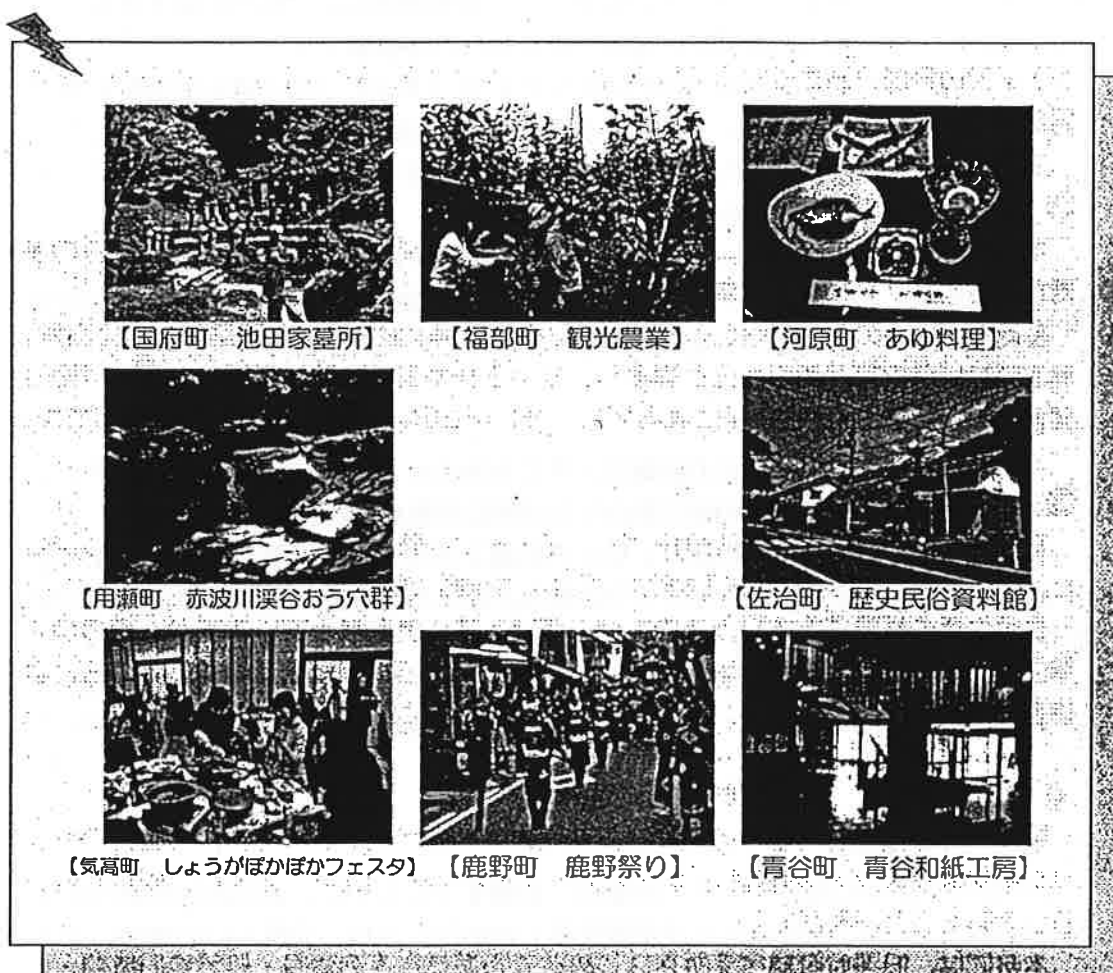 【国府町　池田家墓所】
【福部町　観光農業】
【河原町　あゆ料理】
【用瀬町　赤波川渓谷おう穴群】
【佐治町　歴史民俗資料館】
【気高町　しょうがぽかぽかフェスタ】
【鹿野町　鹿野祭り】
【青谷町　青谷和紙工房】